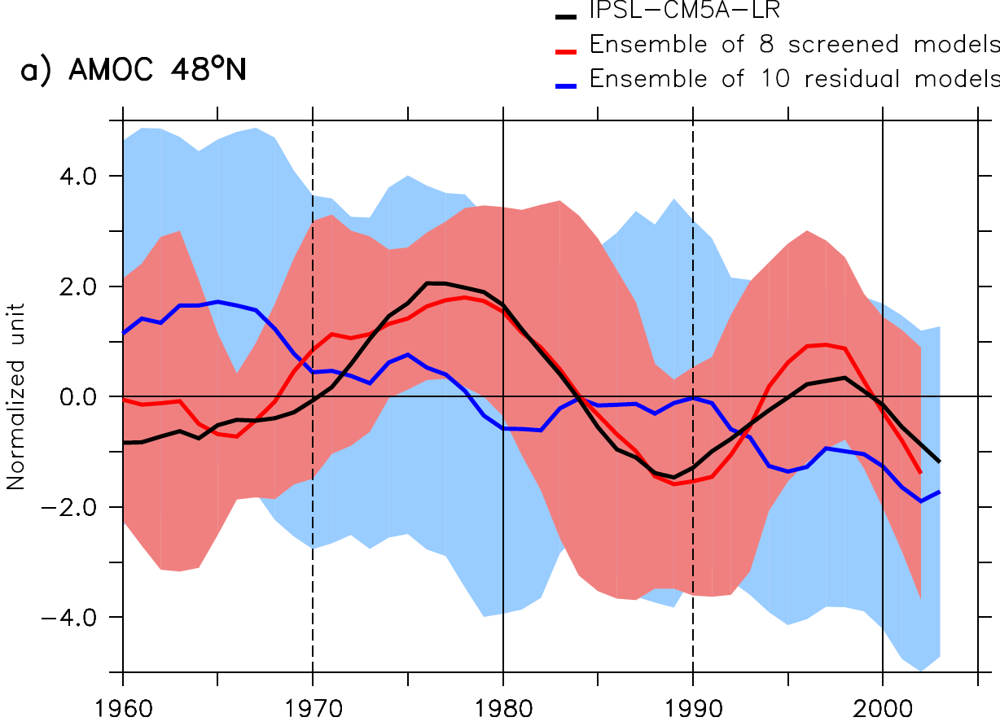 IPSL-CM5A-LR
Ensemble of 8 screened models
a) AMOC 48°N
Ensemble of 10 residual models
4.0
2.0
0.0
-2.0
-4.0
Normalized unit
1960 1970 1980 1990 2000